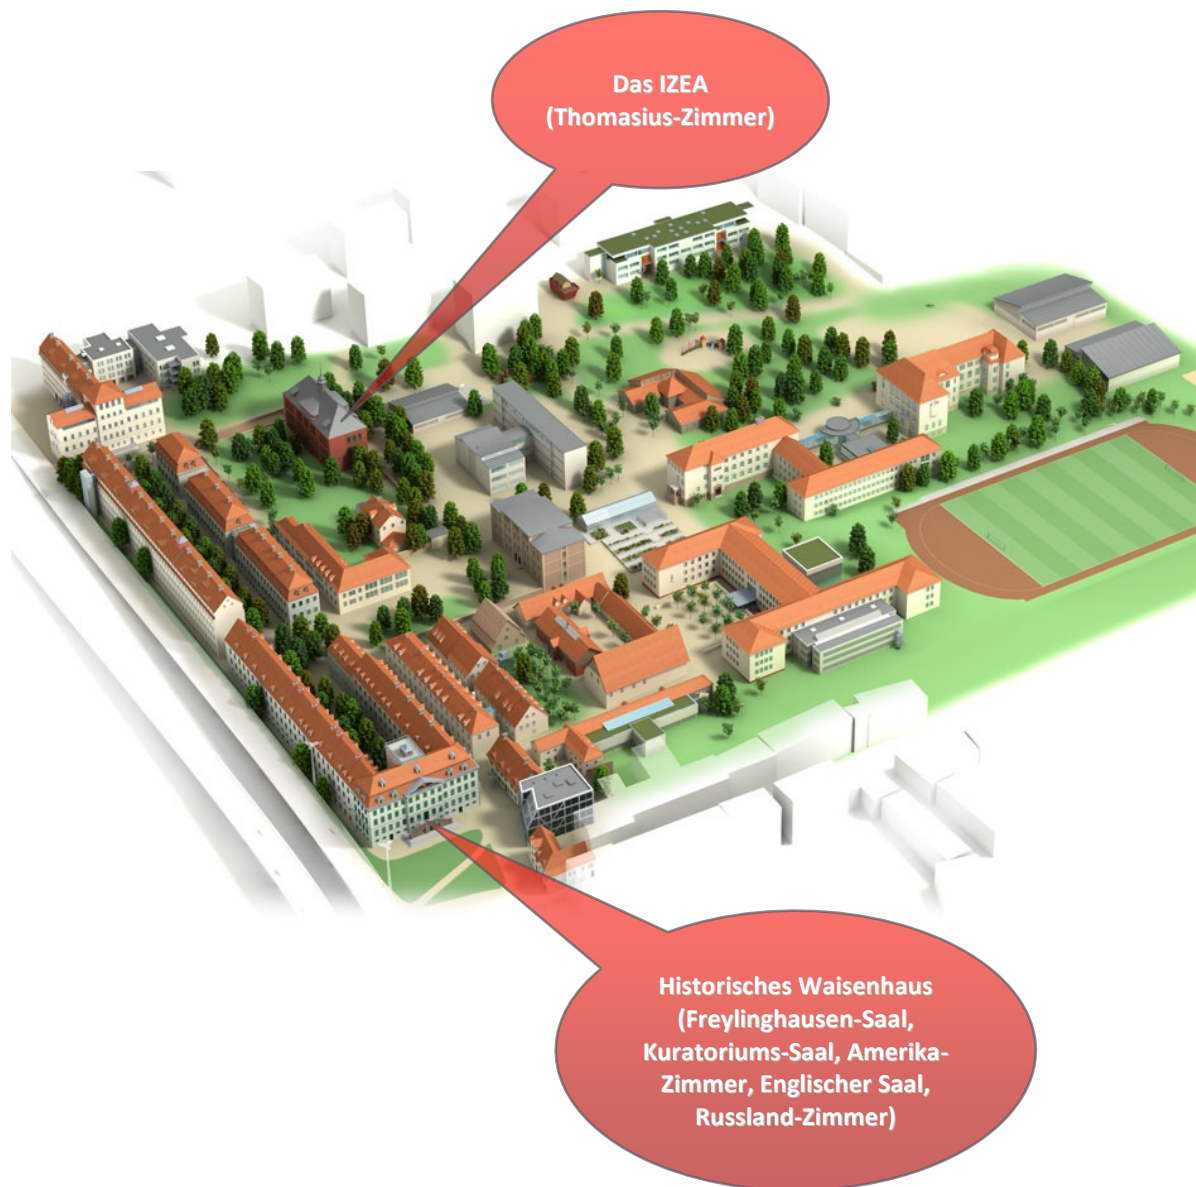 Das IZEA
(Thomasius-Zimmer)
Historisches Waisenhaus
(Freylinghausen-Saal,
Kuratoriums-Saal, Amerika-
Zimmer, Englischer Saal,
Russland-Zimmer)